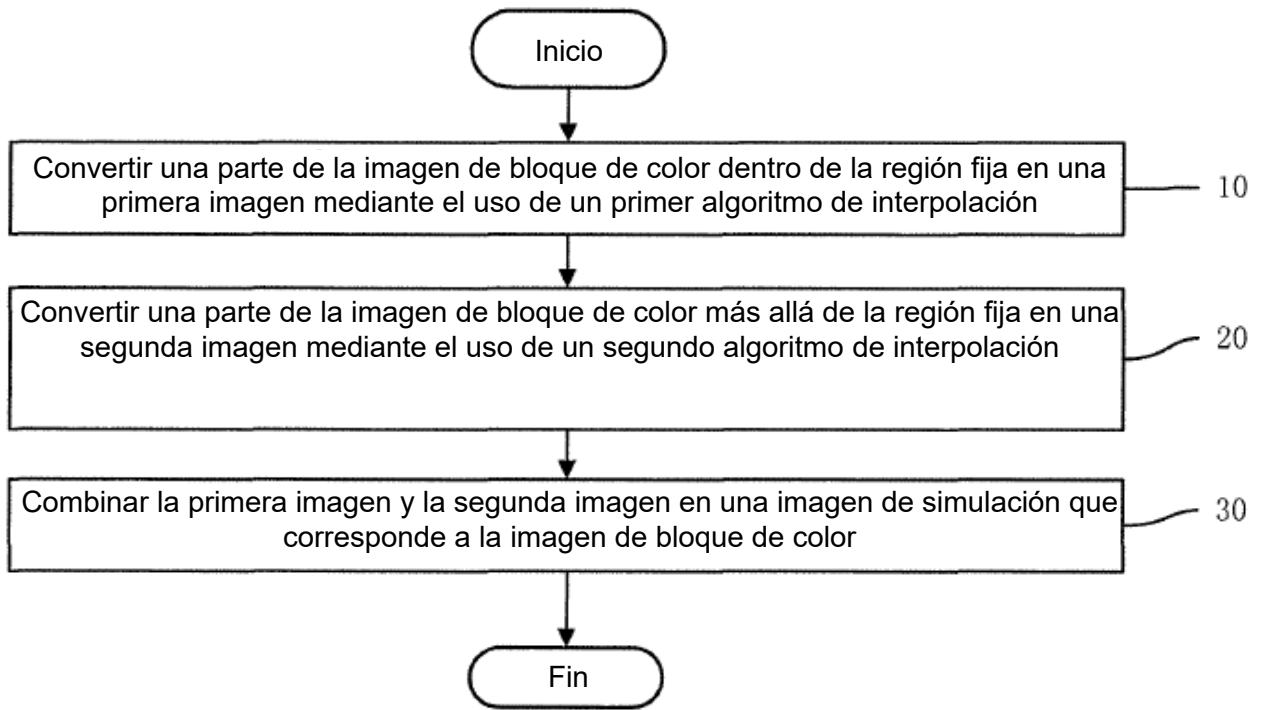 Inicio
Convertir una parte de la imagen de bloque de color dentro de la región fija en una
primera imagen mediante el uso de un primer algoritmo de interpolación
10
Convertir una parte de la imagen de bloque de color más allá de la región fija en una
segunda imagen mediante el uso de un segundo algoritmo de interpolación
20
Combinar la primera imagen y la segunda imagen en una imagen de simulación que
corresponde a la imagen de bloque de color
30
Fin